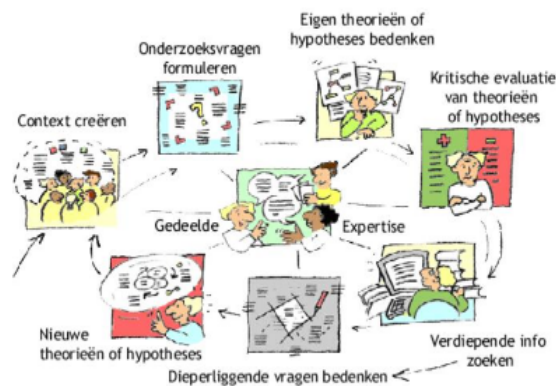 Eigen theorieën of
hypotheses bedenken
Onderzoeksvragen
formuleren
Kritische evaluatie
van theorieën
of hypotheses
Context creëren
Gedeelde
Expertise
Nieuwe
theorieën of hypotheses
Verdiepende info
zoeken
Dieperliggende vragen bedenken